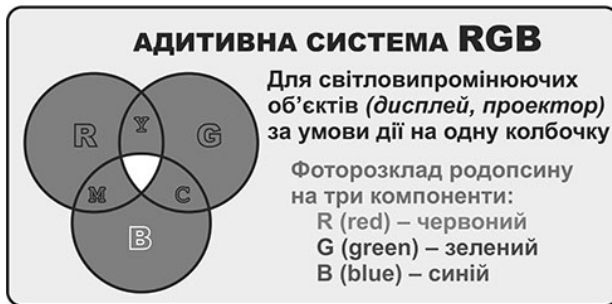 АДИТИВНА СИСТЕМА RGB
R
Y
G
M
C
B
Для світловипромінюючих
об’єктів (дисплей, проектор)
за умови дії на одну колбочку
Фоторозклад родопсину
на три компоненти:
R (red) – червоний
G (green) – зелений
B (blue) – синій